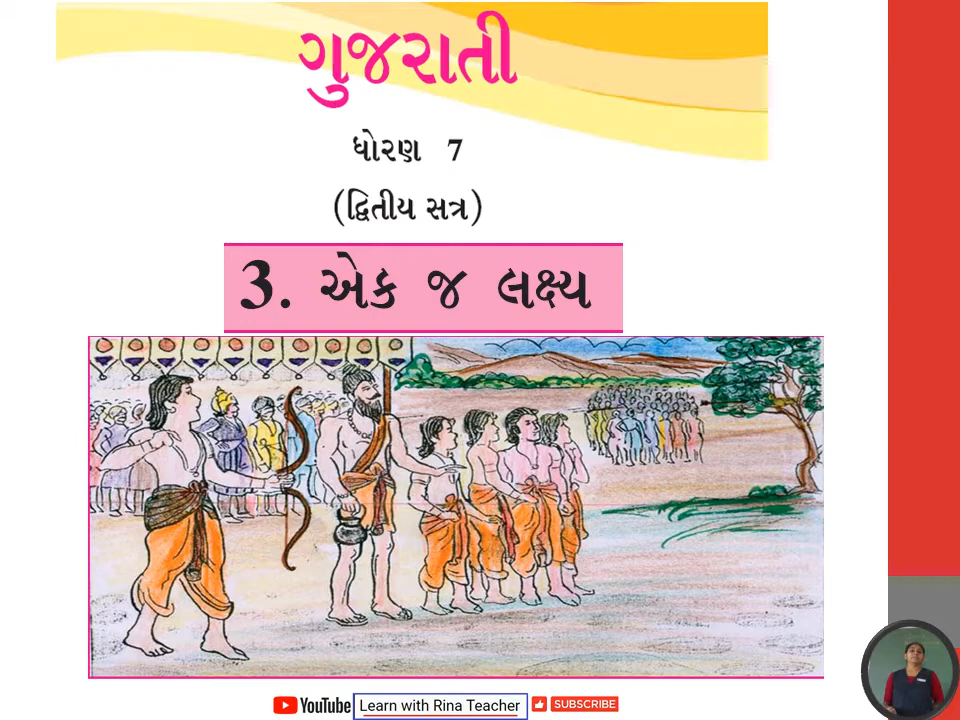 ગુજરાતી
ધોરણ 7
(દ્વિતીય સત્ર)
3. એક જ લક્ષ્ય
YouTube Learn with Rina Teacher SUBSCRIBE